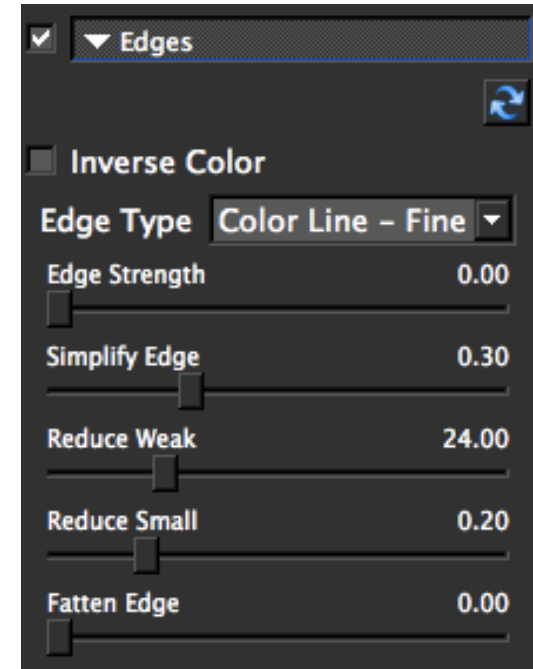 Edges
Inverse Color
Edge Type Color Line – Fine
Edge Strength 0.00
Simplify Edge 0.30
Reduce Weak 24.00
Reduce Small 0.20
Fatten Edge 0.00